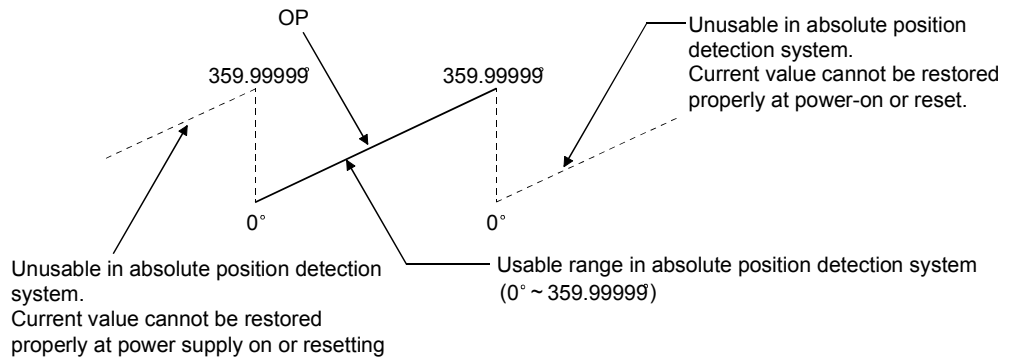 OP
Unusable in absolute position
detection system.
Current value cannot be restored
properly at power-on or reset.
359.99999°
359.99999°
0°
0°
Unusable in absolute position detection
system.
Current value cannot be restored
properly at power supply on or resetting
Usable range in absolute position detection system
(0° ~ 359.99999°)